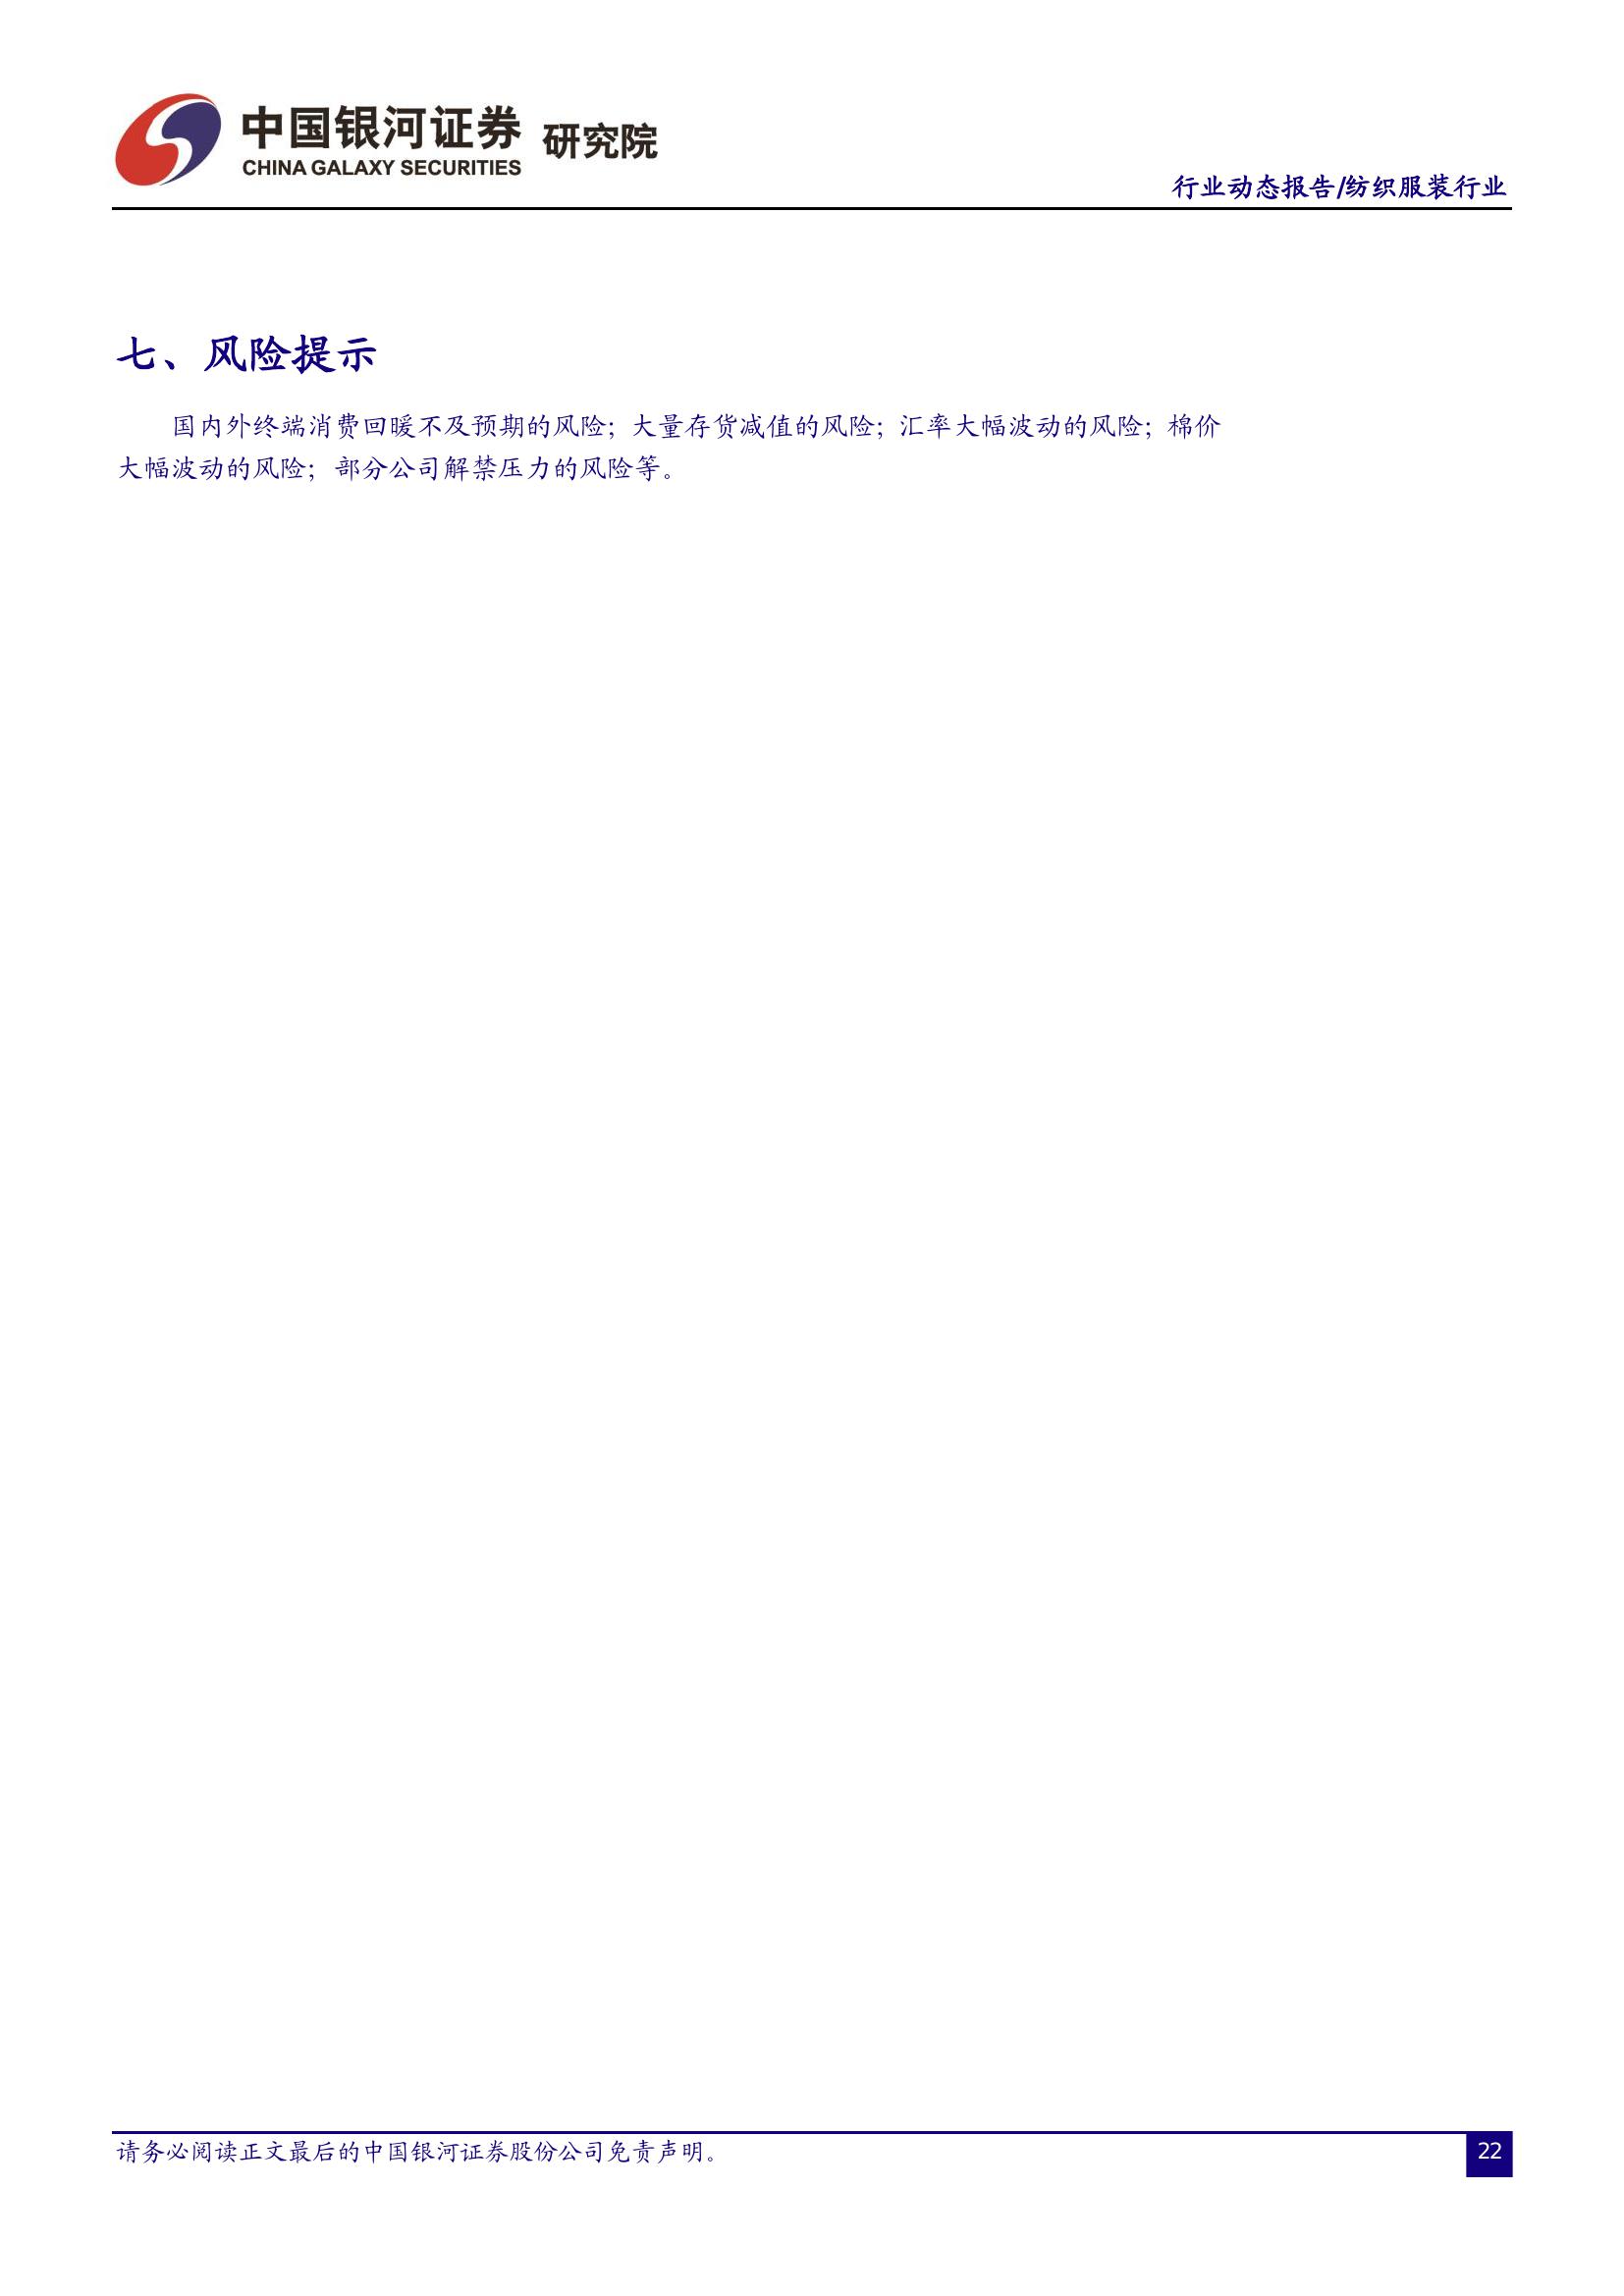 中国银河证券 研究院
CHINA GALAXY SECURITIES
行业动态报告/纺织服装行业
七、风险提示
国内外终端消费回暖不及预期的风险；大量存货减值的风险；汇率大幅波动的风险；棉价
大幅波动的风险；部分公司解禁压力的风险等。
请务必阅读正文最后的中国银河证券股份公司免责声明。
22